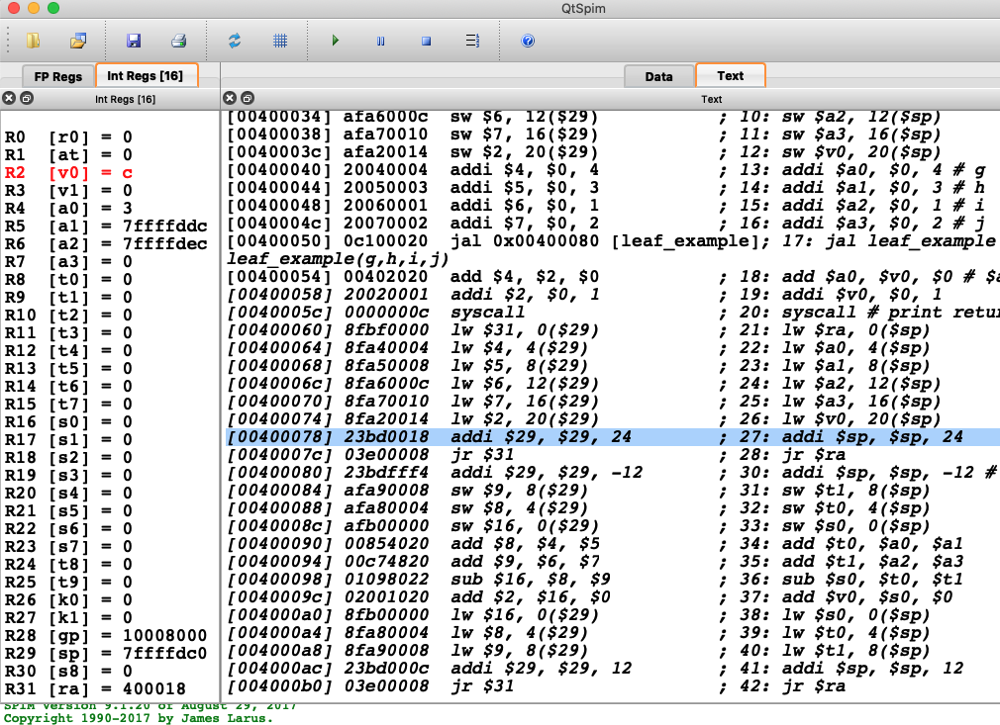 QtSpim
FP Regs
Int Regs [16]
Data
Text
Int Regs [16]
Text
R0 [r0] = 0
R1 [at] = 0
R2 [v0] = c
R3 [v1] = 0
R4 [a0] = 3
R5 [a1] = 7ffffddc
R6 [a2] = 7ffffdec
R7 [a3] = 0
R8 [t0] = 0
R9 [t1] = 0
R10 [t2] = 0
R11 [t3] = 0
R12 [t4] = 0
R13 [t5] = 0
R14 [t6] = 0
R15 [t7] = 0
R16 [s0] = 0
R17 [s1] = 0
R18 [s2] = 0
R19 [s3] = 0
R20 [s4] = 0
R21 [s5] = 0
R22 [s6] = 0
R23 [s7] = 0
R24 [t8] = 0
R25 [t9] = 0
R26 [k0] = 0
R27 [k1] = 0
R28 [gp] = 10008000
R29 [sp] = 7ffffdc0
R30 [s8] = 0
R31 [ra] = 400018
[00400034] afa6000c sw $6, 12($29) ; 10: sw $a2, 12($sp)
[00400038] afa70010 sw $7, 16($29) ; 11: sw $a3, 16($sp)
[0040003c] afa20014 sw $2, 20($29) ; 12: sw $v0, 20($sp)
[00400040] 20040004 addi $4, $0, 4 ; 13: addi $a0, $0, 4 # g
[00400044] 20050003 addi $5, $0, 3 ; 14: addi $a1, $0, 3 # h
[00400048] 20060001 addi $6, $0, 1 ; 15: addi $a2, $0, 1 # i
[0040004c] 20070002 addi $7, $0, 2 ; 16: addi $a3, $0, 2 # j
[00400050] 0c100020 jal 0x00400080 [leaf_example]; 17: jal leaf_example
leaf_example(g,h,i,j)
[00400054] 00402020 add $4, $2, $0 ; 18: add $a0, $v0, $0 # $a
[00400058] 20020001 addi $2, $0, 1 ; 19: addi $v0, $0, 1
[0040005c] 0000000c syscall ; 20: syscall # print retur
[00400060] 8fbf0000 lw $31, 0($29) ; 21: lw $ra, 0($sp)
[00400064] 8fa40004 lw $4, 4($29) ; 22: lw $a0, 4($sp)
[00400068] 8fa50008 lw $5, 8($29) ; 23: lw $a1, 8($sp)
[0040006c] 8fa6000c lw $6, 12($29) ; 24: lw $a2, 12($sp)
[00400070] 8fa70010 lw $7, 16($29) ; 25: lw $a3, 16($sp)
[00400074] 8fa20014 lw $2, 20($29) ; 26: lw $v0, 20($sp)
[00400078] 23bd0018 addi $29, $29, 24 ; 27: addi $sp, $sp, 24
[0040007c] 03e00008 jr $31 ; 28: jr $ra
[00400080] 23bdfff4 addi $29, $29, -12 ; 30: addi $sp, $sp, -12 #
[00400084] afa90008 sw $9, 8($29) ; 31: sw $t1, 8($sp)
[00400088] afa80004 sw $8, 4($29) ; 32: sw $t0, 4($sp)
[0040008c] afb00000 sw $16, 0($29) ; 33: sw $s0, 0($sp)
[00400090] 00854020 add $8, $4, $5 ; 34: add $t0, $a0, $a1
[00400094] 00c74820 add $9, $6, $7 ; 35: add $t1, $a2, $a3
[00400098] 01098022 sub $16, $8, $9 ; 36: sub $s0, $t0, $t1
[0040009c] 02001020 add $2, $16, $0 ; 37: add $v0, $s0, $0
[004000a0] 8fb00000 lw $16, 0($29) ; 38: lw $s0, 0($sp)
[004000a4] 8fa80004 lw $8, 4($29) ; 39: lw $t0, 4($sp)
[004000a8] 8fa90008 lw $9, 8($29) ; 40: lw $t1, 8($sp)
[004000ac] 23bd000c addi $29, $29, 12 ; 41: addi $sp, $sp, 12
[004000b0] 03e00008 jr $31 ; 42: jr $ra
SPIM Version 9.1.20 of August 29, 2017
Copyright 1990-2017 by James Larus.